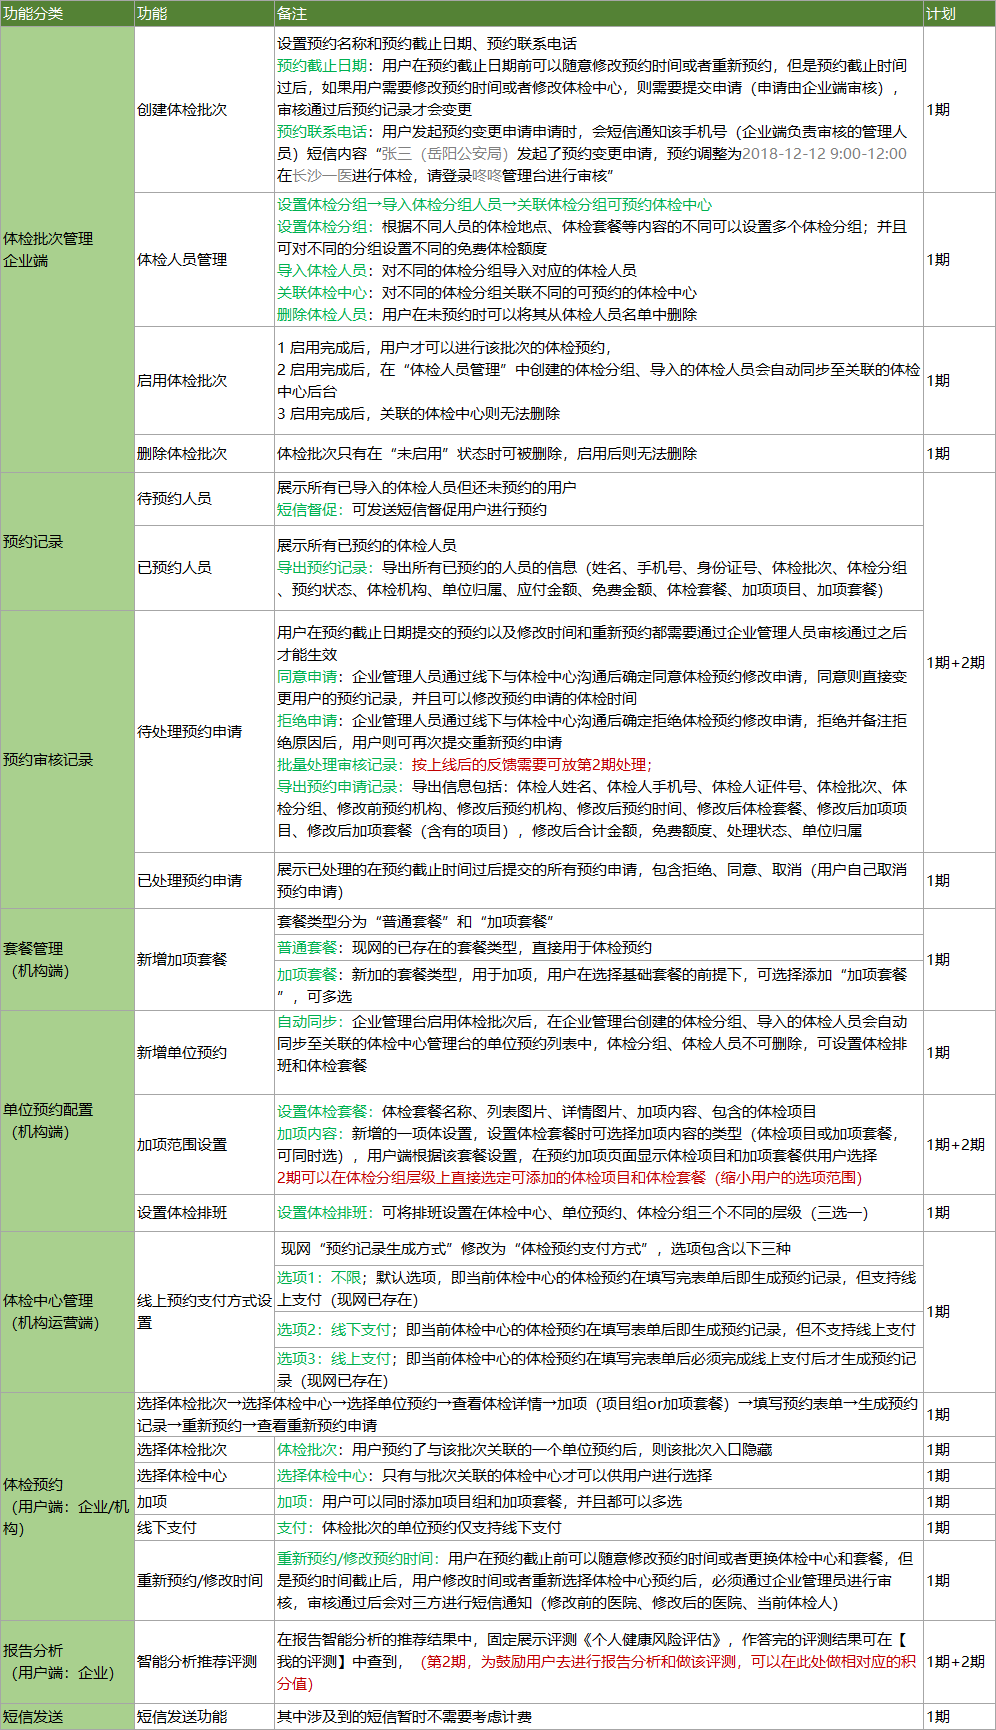 功能分类 功能 备注 计划
体检批次管理
企业端
创建体检批次
设置预约名称和预约截止日期、预约联系电话
预约截止日期：用户在预约截止日期前可以随意修改预约时间或者重新预约，但是预约截止时间
过后，如果用户需要修改预约时间或者修改体检中心，则需要提交申请（申请由企业端审核），
审核通过后预约记录才会变更
预约联系电话：用户发起预约变更申请申请时，会短信通知该手机号（企业端负责审核的管理人
员）短信内容“张三（岳阳公安局）发起了预约变更申请，预约调整为2018-12-12 9:00-12:00
在长沙一医进行体检，请登录咚咚管理台进行审核”
1期
体检人员管理
设置体检分组→导入体检分组人员→关联体检分组可预约体检中心
设置体检分组：根据不同人员的体检地点、体检套餐等内容的不同可以设置多个体检分组；并且
可对不同的分组设置不同的免费体检额度
导入体检人员：对不同的体检分组导入对应的体检人员
关联体检中心：对不同的体检分组关联不同的可预约的体检中心
删除体检人员：用户在未预约时可以将其从体检人员名单中删除
1期
启用体检批次
1 启用完成后，用户才可以进行该批次的体检预约，
2 启用完成后，在“体检人员管理”中创建的体检分组、导入的体检人员会自动同步至关联的体检
中心后台
3 启用完成后，关联的体检中心则无法删除
1期
删除体检批次
体检批次只有在“未启用”状态时可被删除，启用后则无法删除
1期
预约记录
待预约人员
展示所有已导入的体检人员但还未预约的用户
短信督促：可发送短信督促用户进行预约
已预约人员
展示所有已预约的体检人员
导出预约记录：导出所有已预约的人员的信息（姓名、手机号、身份证号、体检批次、体检分组
、预约状态、体检机构、单位归属、应付金额、免费金额、体检套餐、加项项目、加项套餐）
1期+2期
预约审核记录
待处理预约申请
用户在预约截止日期提交的预约以及修改时间和重新预约都需要通过企业管理人员审核通过之后
才能生效
同意申请：企业管理人员通过线下与体检中心沟通后确定同意体检预约修改申请，同意则直接变
更用户的预约记录，并且可以修改预约申请的体检时间
拒绝申请：企业管理人员通过线下与体检中心沟通后确定拒绝体检预约修改申请，拒绝并备注拒
绝原因后，用户则可再次提交重新预约申请
批量处理审核记录：按上线后的反馈需要可放第2期处理；
导出预约申请记录：导出信息包括：体检人姓名、体检人手机号、体检人证件号、体检批次、体
检分组、修改前预约机构、修改后预约机构、修改后预约时间、修改后体检套餐、修改后加项项
目、修改后加项套餐（含有的项目），修改后合计金额，免费额度、处理状态、单位归属
已处理预约申请
展示已处理的在预约截止时间过后提交的所有预约申请，包含拒绝、同意、取消（用户自己取消
预约申请）
1期
套餐管理
（机构端）
新增加项套餐
套餐类型分为“普通套餐”和“加项套餐”
普通套餐：现网的已存在的套餐类型，直接用于体检预约
加项套餐：新加的套餐类型，用于加项，用户在选择基础套餐的前提下，可选择添加“加项套餐
”，可多选
1期
单位预约配置
（机构端）
新增单位预约
自动同步：企业管理台启用体检批次后，在企业管理台创建的体检分组、导入的体检人员会自动
同步至关联的体检中心管理台的单位预约列表中，体检分组、体检人员不可删除，可设置体检排
班和体检套餐
1期
加项范围设置
设置体检套餐：体检套餐名称、列表图片、详情图片、加项内容、包含的体检项目
加项内容：新增的一项体设置，设置体检套餐时可选择加项内容的类型（体检项目或加项套餐，
可同时选），用户端根据该套餐设置，在预约加项页面显示体检项目和加项套餐供用户选择
2期可以在体检分组层级上直接选定可添加的体检项目和体检套餐（缩小用户的选项范围）
1期+2期
设置体检排班
设置体检排班：可将排班设置在体检中心、单位预约、体检分组三个不同的层级（三选一）
1期
体检中心管理
（机构运营端）
线上预约支付方式设
置
现网“预约记录生成方式”修改为“体检预约支付方式”，选项包含以下三种
选项1：不限；默认选项，即当前体检中心的体检预约在填写完表单后即生成预约记录，但支持线
上支付（现网已存在）
选项2：线下支付；即当前体检中心的体检预约在填写表单后即生成预约记录，但不支持线上支付
选项3：线上支付；即当前体检中心的体检预约在填写完表单后必须完成线上支付后才生成预约记
录（现网已存在）
1期
体检预约
（用户端：企业/机
构）
选择体检批次→选择体检中心→选择单位预约→查看体检详情→加项（项目组or加项套餐）→填写预约表单→生成预约
记录→重新预约→查看重新预约申请
1期
选择体检批次
体检批次：用户预约了与该批次关联的一个单位预约后，则该批次入口隐藏
1期
选择体检中心
选择体检中心：只有与批次关联的体检中心才可以供用户进行选择
1期
加项
加项：用户可以同时添加项目组和加项套餐，并且都可以多选
1期
线下支付
支付：体检批次的单位预约仅支持线下支付
1期
重新预约/修改时间
重新预约/修改预约时间：用户在预约截止前可以随意修改预约时间或者更换体检中心和套餐，但
是预约时间截止后，用户修改时间或者重新选择体检中心预约后，必须通过企业管理员进行审
核，审核通过后会对三方进行短信通知（修改前的医院、修改后的医院、当前体检人）
1期
报告分析
（用户端：企业）
智能分析推荐评测
在报告智能分析的推荐结果中，固定展示评测《个人健康风险评估》，作答完的评测结果可在【
我的评测】中查到，（第2期，为鼓励用户去进行报告分析和做该评测，可以在此处做相对应的积
分值）
1期+2期
短信发送
短信发送功能
其中涉及到的短信暂时不需要考虑计费
1期